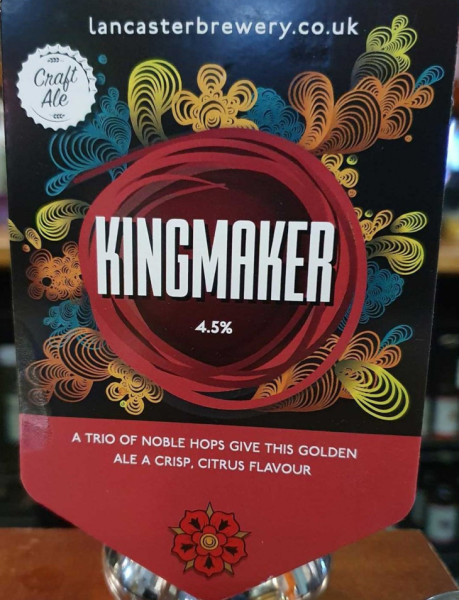 lancasterbrewery.co.uk
Craft
Ale
KINGMAKER
4.5%
A TRIO OF NOBLE HOPS GIVE THIS GOLDEN
ALE A CRISP, CITRUS FLAVOUR